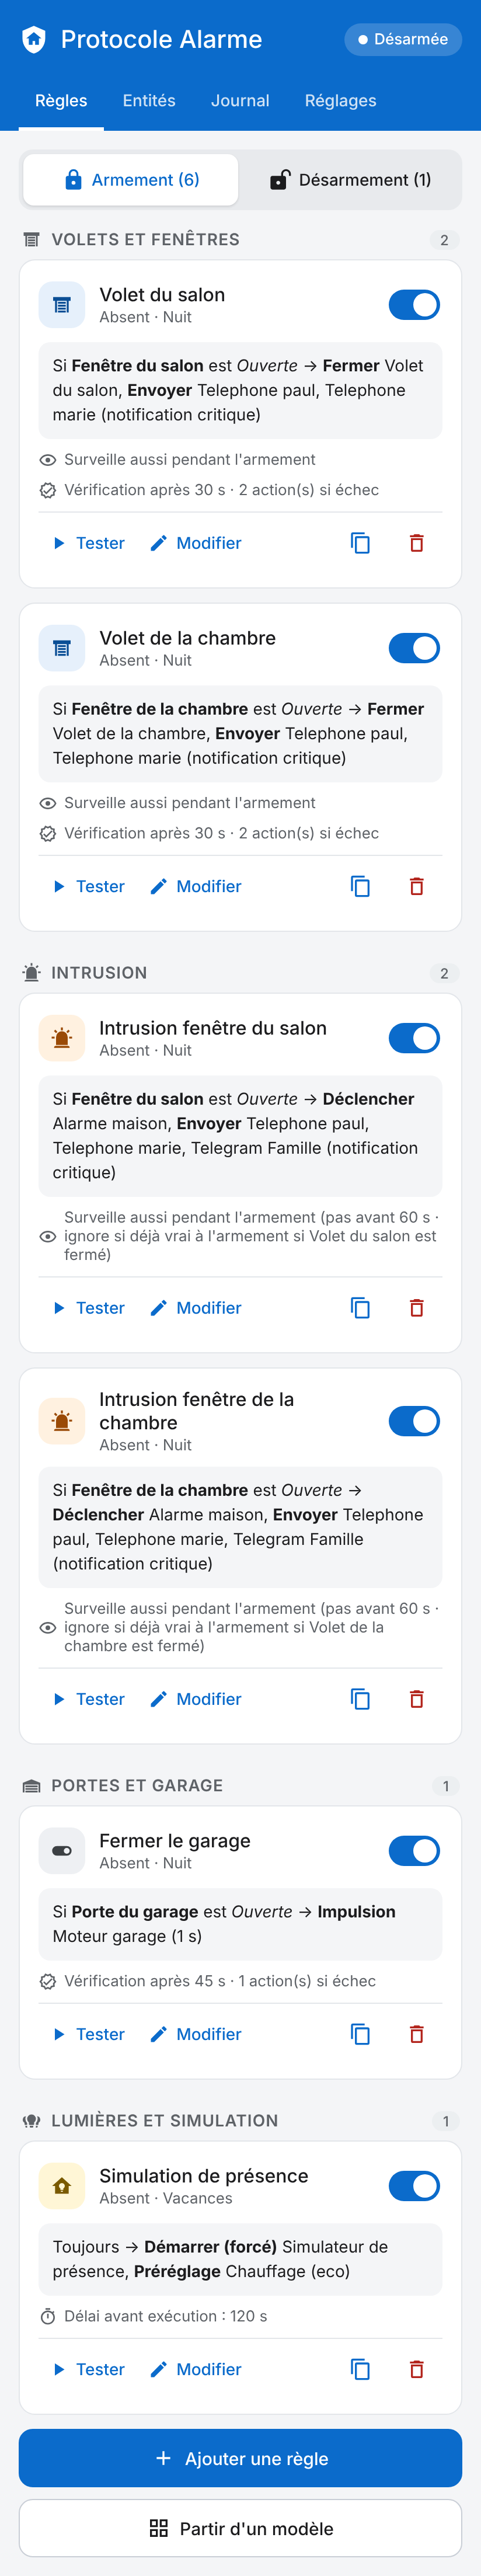 Protocole Alarme
Désarmée
Règles
Entités
Journal
Réglages
Armement (6)
Désarmement (1)
VOLETS ET FENÊTRES
2
Volet du salon
Absent · Nuit
Si Fenêtre du salon est Ouverte → Fermer Volet
du salon, Envoyer Telephone paul, Telephone
marie (notification critique)
Surveille aussi pendant l'armement
Vérification après 30 s · 2 action(s) si échec
Tester
Modifier
Volet de la chambre
Absent · Nuit
Si Fenêtre de la chambre est Ouverte → Fermer
Volet de la chambre, Envoyer Telephone paul,
Telephone marie (notification critique)
Surveille aussi pendant l'armement
Vérification après 30 s · 2 action(s) si échec
Tester
Modifier
INTRUSION
2
Intrusion fenêtre du salon
Absent · Nuit
Si Fenêtre du salon est Ouverte → Déclencher
Alarme maison, Envoyer Telephone paul,
Telephone marie, Telegram Famille (notification
critique)
Surveille aussi pendant l'armement (pas avant 60 s ·
ignore si déjà vrai à l'armement si Volet du salon est
fermé)
Tester
Modifier
Intrusion fenêtre de la
chambre
Absent · Nuit
Si Fenêtre de la chambre est Ouverte →
Déclencher Alarme maison, Envoyer Telephone
paul, Telephone marie, Telegram Famille
(notification critique)
Surveille aussi pendant l'armement (pas avant 60 s ·
ignore si déjà vrai à l'armement si Volet de la
chambre est fermé)
Tester
Modifier
PORTES ET GARAGE
1
Fermer le garage
Absent · Nuit
Si Porte du garage est Ouverte → Impulsion
Moteur garage (1 s)
Vérification après 45 s · 1 action(s) si échec
Tester
Modifier
LUMIÈRES ET SIMULATION
1
Simulation de présence
Absent · Vacances
Toujours → Démarrer (forcé) Simulateur de
présence, Préréglage Chauffage (eco)
Délai avant exécution : 120 s
Tester
Modifier
Ajouter une règle
Partir d'un modèle